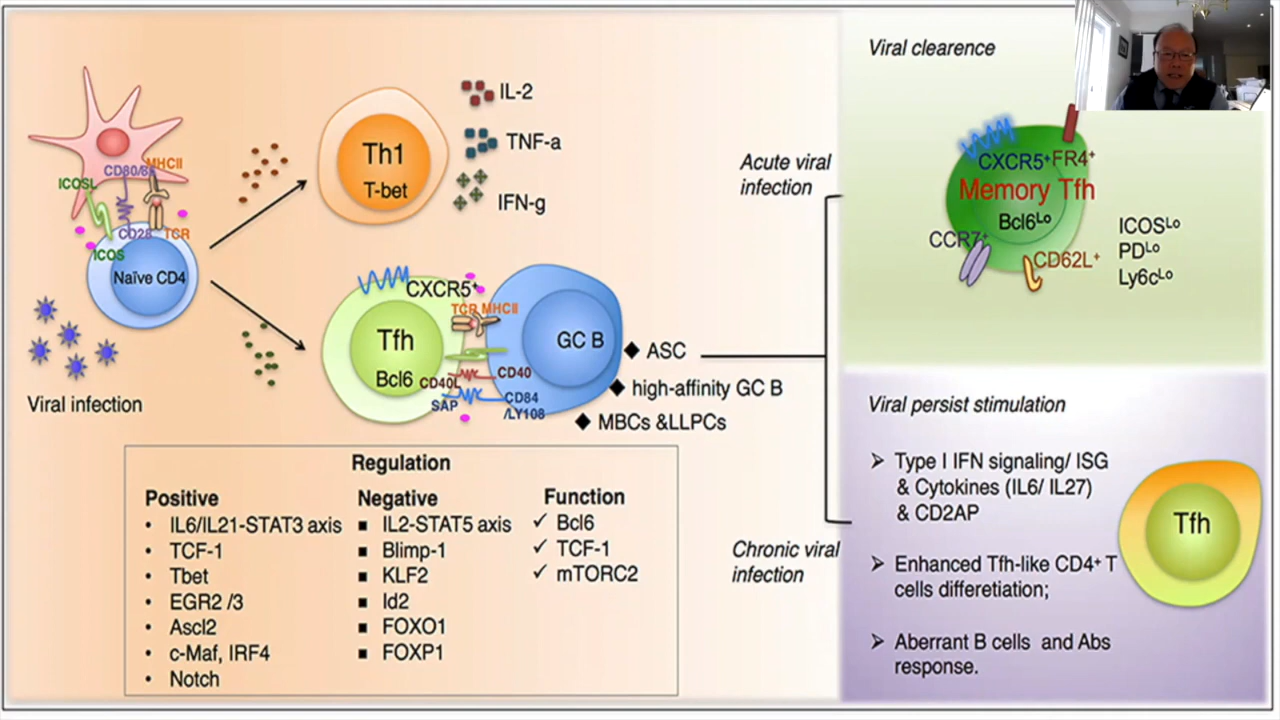 CD80/8
MHCII
ICOSL
CD28
TCR
ICOS
Naïve CD4
Viral infection
Th1
T-bet
IL-2
TNF-a
IFN-g
CXCR5⁺
TCR MHCII
Tfh
Bcl6
GC B
CD40L
CD40
SAP
CD84
/LY108
ASC
high-affinity GC B
MBCs &LLPCs
Regulation
Positive
• IL6/IL21-STAT3 axis
• TCF-1
• Tbet
• EGR2 /3
• Ascl2
• c-Maf, IRF4
• Notch
Negative
▪ IL2-STAT5 axis
▪ Blimp-1
▪ KLF2
▪ Id2
▪ FOXO1
▪ FOXP1
Function
✓ Bcl6
✓ TCF-1
✓ mTORC2
Acute viral
infection
Chronic viral
infection
Viral clearence
CXCR5⁺FR4⁺
Memory Tfh
Bcl6ᴸᵒ
CCR7⁺
CD62L⁺
ICOSᴸᵒ
PDᴸᵒ
Ly6cᴸᵒ
Viral persist stimulation
➢ Type I IFN signaling/ ISG
& Cytokines (IL6/ IL27)
& CD2AP
➢ Enhanced Tfh-like CD4⁺ T
cells differetiation;
➢ Aberrant B cells and Abs
response.
Tfh